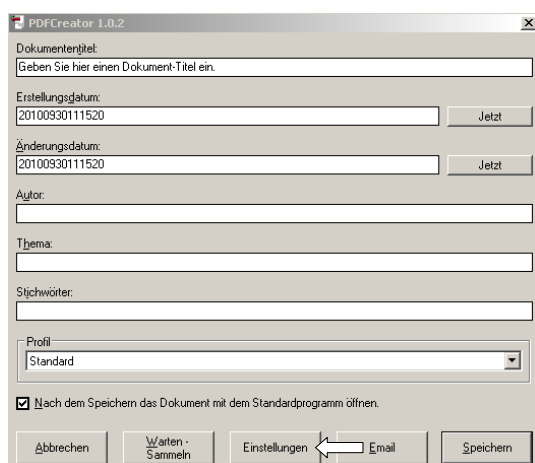 PDFCreator 1.0.2
Dokumententitel:
Geben Sie hier einen Dokument-Titel ein.
Erstellungsdatum:
20100930111520
Jetzt
Änderungsdatum:
20100930111520
Jetzt
Autor:
Thema:
Stichwörter:
Profil
Standard
Nach dem Speichern das Dokument mit dem Standardprogramm öffnen.
Abbrechen
Warten -
Sammeln
Einstellungen
Email
Speichern